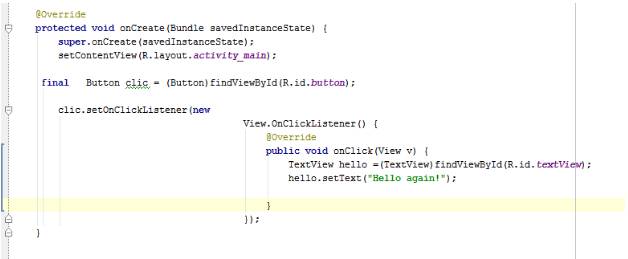 @Override
protected void onCreate(Bundle savedInstanceState) {
super.onCreate(savedInstanceState);
setContentView(R.layout.activity_main);
final Button clic = (Button)findViewById(R.id.button);
clic.setOnClickListener(new
View.OnClickListener() {
@Override
public void onClick(View v) {
TextView hello =(TextView)findViewById(R.id.textView);
hello.setText("Hello again!");
}
});
}